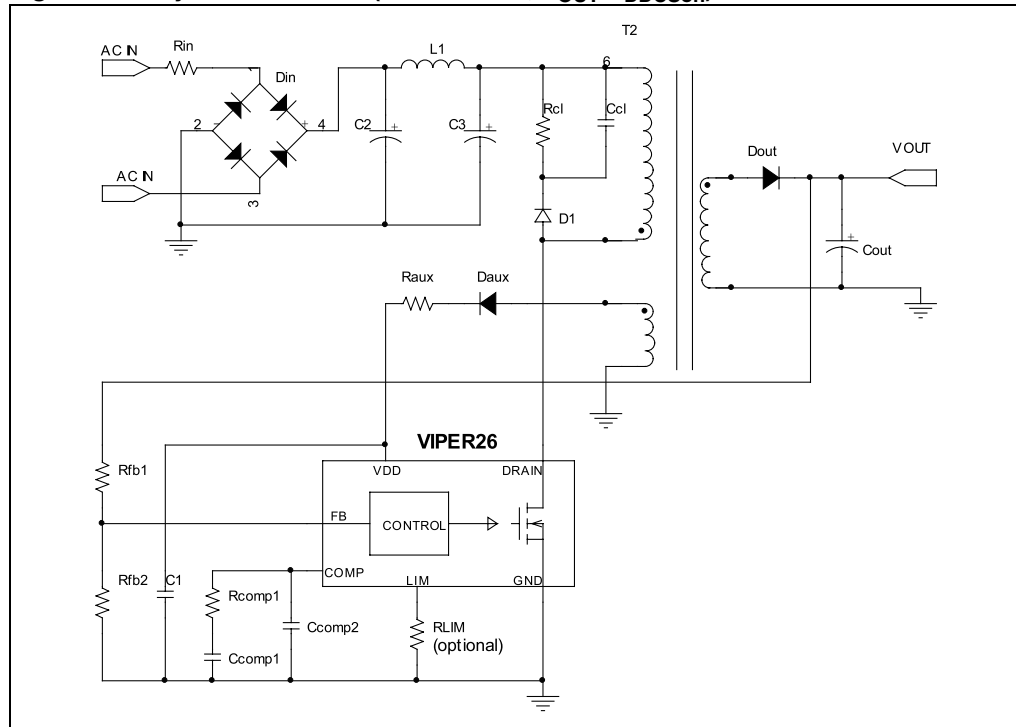 T2
AC IN
Rin
L1
1
Din
6
Rcl
Ccl
2
-
+
4
C2
+
C3
+
Dout
VOUT
AC IN
3
D1
+
Cout
Raux
Daux
VIPER26
VDD
DRAIN
Rfb1
FB
CONTROL
COMP
LIM
GND
Rfb2
C1
Rcomp1
Ccomp2
RLIM
(optional)
Ccomp1